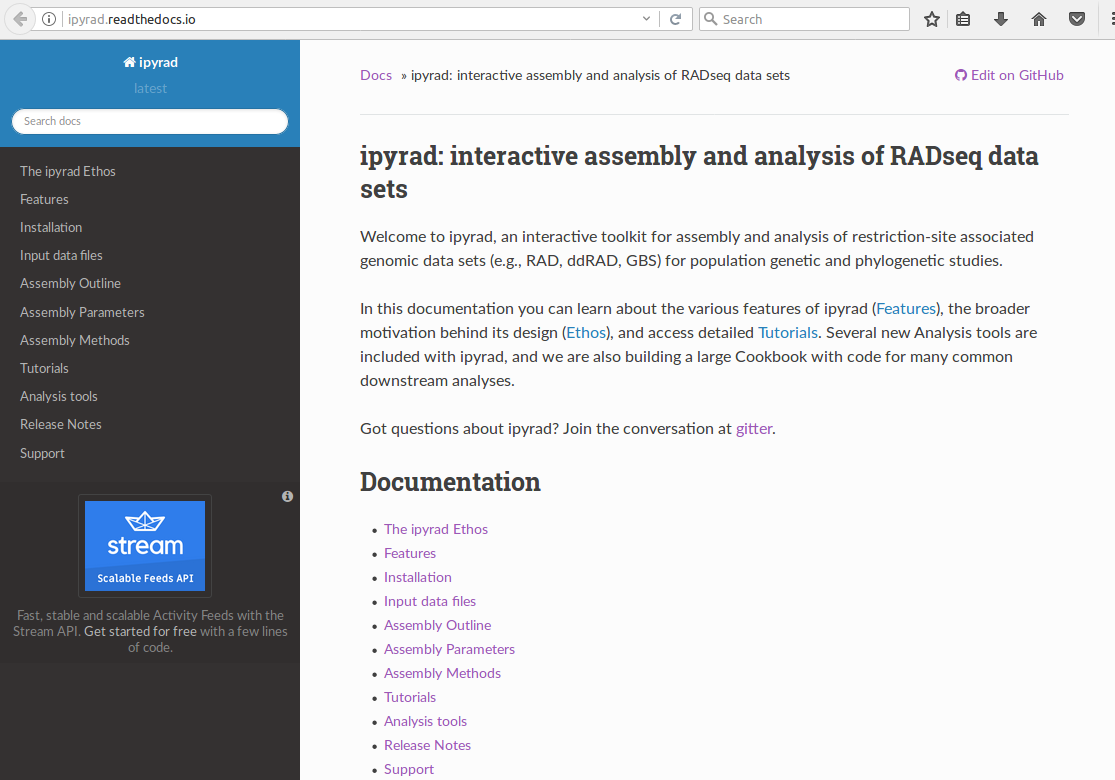 ipyrad.readthedocs.io
Search
ipyrad
latest
Search docs
The ipyrad Ethos
Features
Installation
Input data files
Assembly Outline
Assembly Parameters
Assembly Methods
Tutorials
Analysis tools
Release Notes
Support
stream
Scalable Feeds API
Fast, stable and scalable Activity Feeds with the
Stream API. Get started for free with a few lines
of code.
Docs » ipyrad: interactive assembly and analysis of RADseq data sets
Edit on GitHub
ipyrad: interactive assembly and analysis of RADseq data
sets
Welcome to ipyrad, an interactive toolkit for assembly and analysis of restriction-site associated
genomic data sets (e.g., RAD, ddRAD, GBS) for population genetic and phylogenetic studies.
In this documentation you can learn about the various features of ipyrad (Features), the broader
motivation behind its design (Ethos), and access detailed Tutorials. Several new Analysis tools are
included with ipyrad, and we are also building a large Cookbook with code for many common
downstream analyses.
Got questions about ipyrad? Join the conversation at gitter.
Documentation
• The ipyrad Ethos
• Features
• Installation
• Input data files
• Assembly Outline
• Assembly Parameters
• Assembly Methods
• Tutorials
• Analysis tools
• Release Notes
• Support